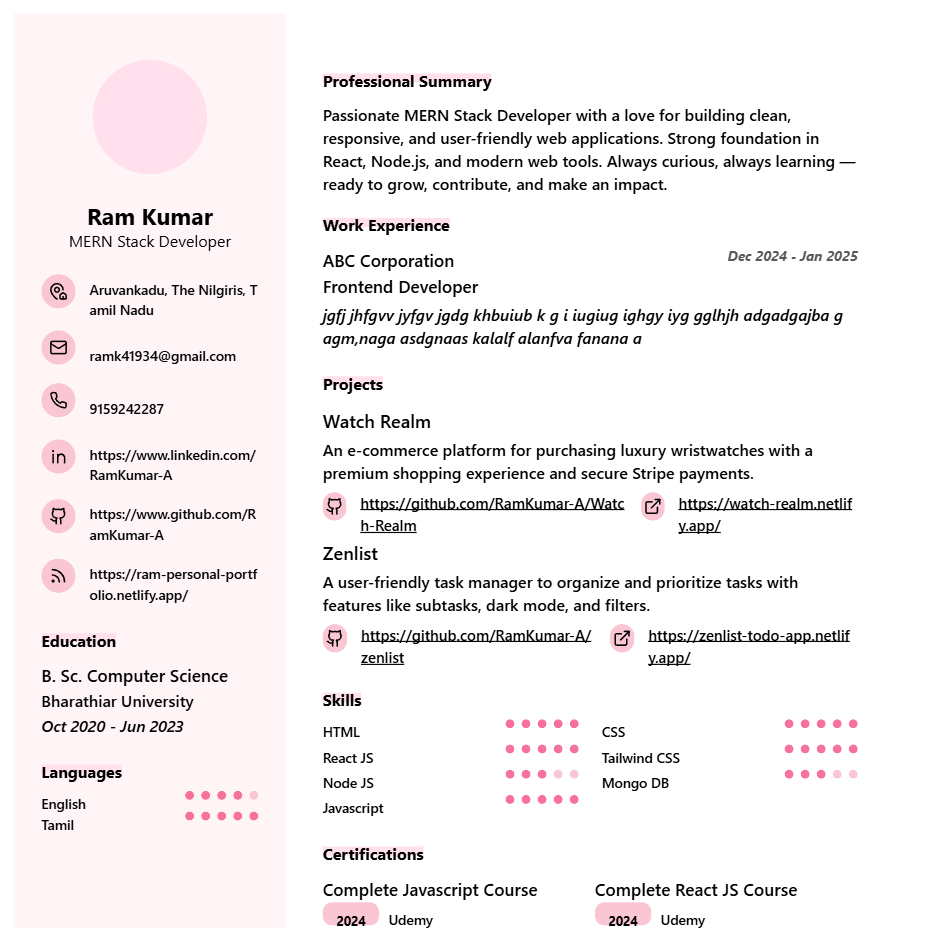 Ram Kumar
MERN Stack Developer
Aruvankadu, The Nilgiris, T
amil Nadu
ramk41934@gmail.com
9159242287
https://www.linkedin.com/
RamKumar-A
https://www.github.com/R
amKumar-A
https://ram-personal-portf
olio.netlify.app/
Education
B. Sc. Computer Science
Bharathiar University
Oct 2020 - Jun 2023
Languages
English
Tamil
Professional Summary
Passionate MERN Stack Developer with a love for building clean,
responsive, and user-friendly web applications. Strong foundation in
React, Node.js, and modern web tools. Always curious, always learning —
ready to grow, contribute, and make an impact.
Work Experience
ABC Corporation Dec 2024 - Jan 2025
Frontend Developer
jgfj jhfgvv jyfgv jgdg khbuiub k g i iugiug ighgy iyg gglhjh adgadgajba g
agm,naga asdgnaas kalalf alanfva fanana a
Projects
Watch Realm
An e-commerce platform for purchasing luxury wristwatches with a
premium shopping experience and secure Stripe payments.
https://github.com/RamKumar-A/Watc
h-Realm
https://watch-realm.netlif
y.app/
Zenlist
A user-friendly task manager to organize and prioritize tasks with
features like subtasks, dark mode, and filters.
https://github.com/RamKumar-A/
zenlist
https://zenlist-todo-app.netlif
y.app/
Skills
HTML CSS
React JS Tailwind CSS
Node JS Mongo DB
Javascript
Certifications
Complete Javascript Course Complete React JS Course
2024 Udemy 2024 Udemy